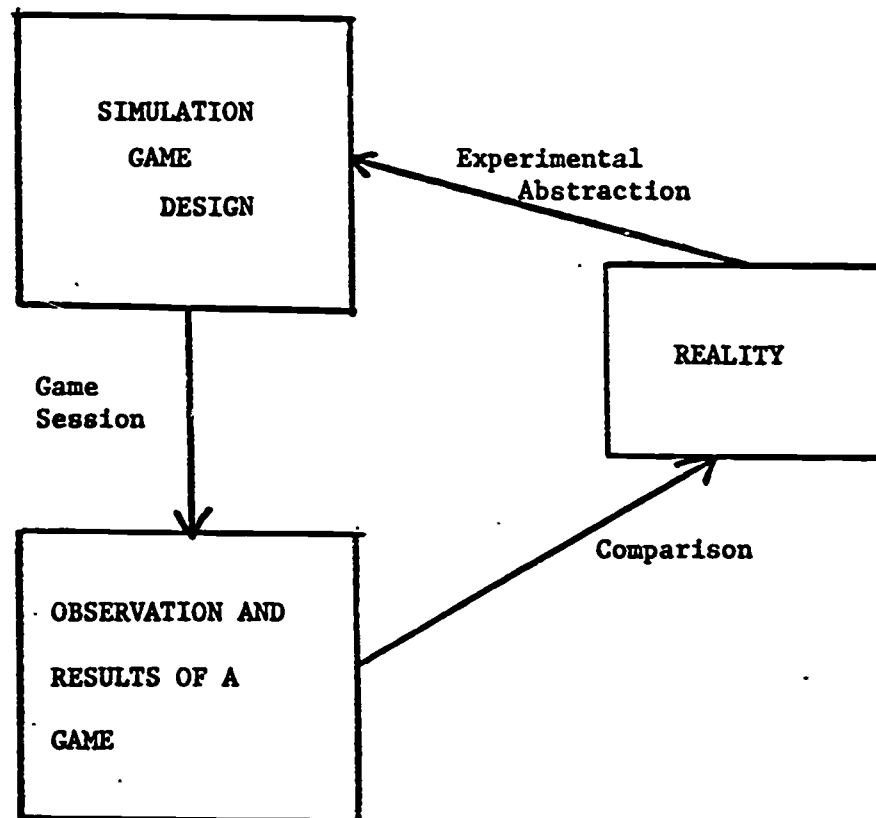 SIMULATION
GAME
DESIGN
Experimental
Abstraction
REALITY
Game
Session
Comparison
OBSERVATION AND
RESULTS OF A
GAME